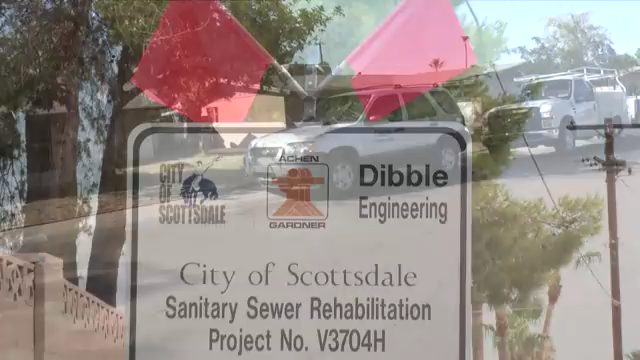 CITY
OF
SCOTTSDALE
ACHEN
GARDNER
Dibble
Engineering
City of Scottsdale
Sanitary Sewer Rehabilitation
Project No. V3704H